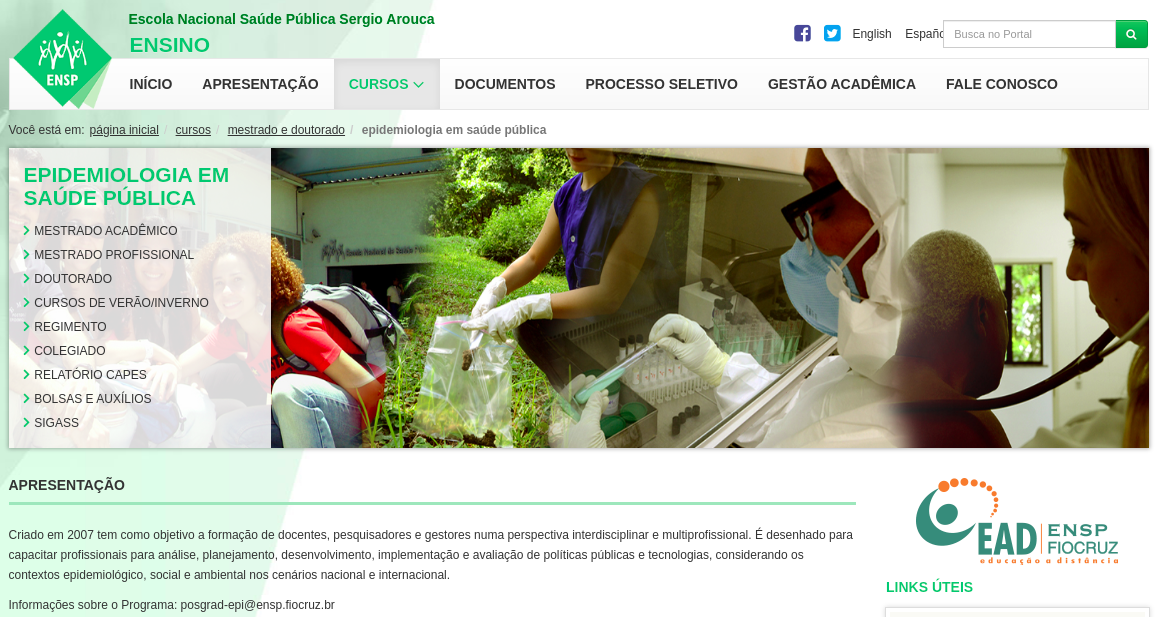 Escola Nacional Saúde Pública Sergio Arouca
ENSINO
English Españo
Busca no Portal
ENSP
INÍCIO APRESENTAÇÃO CURSOS DOCUMENTOS PROCESSO SELETIVO GESTÃO ACADÊMICA FALE CONOSCO
Você está em: página inicial / cursos / mestrado e doutorado / epidemiologia em saúde pública
EPIDEMIOLOGIA EM
SAÚDE PÚBLICA
MESTRADO ACADÊMICO
MESTRADO PROFISSIONAL
DOUTORADO
CURSOS DE VERÃO/INVERNO
REGIMENTO
COLEGIADO
RELATÓRIO CAPES
BOLSAS E AUXÍLIOS
SIGASS
APRESENTAÇÃO
Criado em 2007 tem como objetivo a formação de docentes, pesquisadores e gestores numa perspectiva interdisciplinar e multiprofissional. É desenhado para
capacitar profissionais para análise, planejamento, desenvolvimento, implementação e avaliação de políticas públicas e tecnologias, considerando os
contextos epidemiológico, social e ambiental nos cenários nacional e internacional.
Informações sobre o Programa: posgrad-epi@ensp.fiocruz.br
EAD ENSP
FIOCRUZ
educação a distância
LINKS ÚTEIS